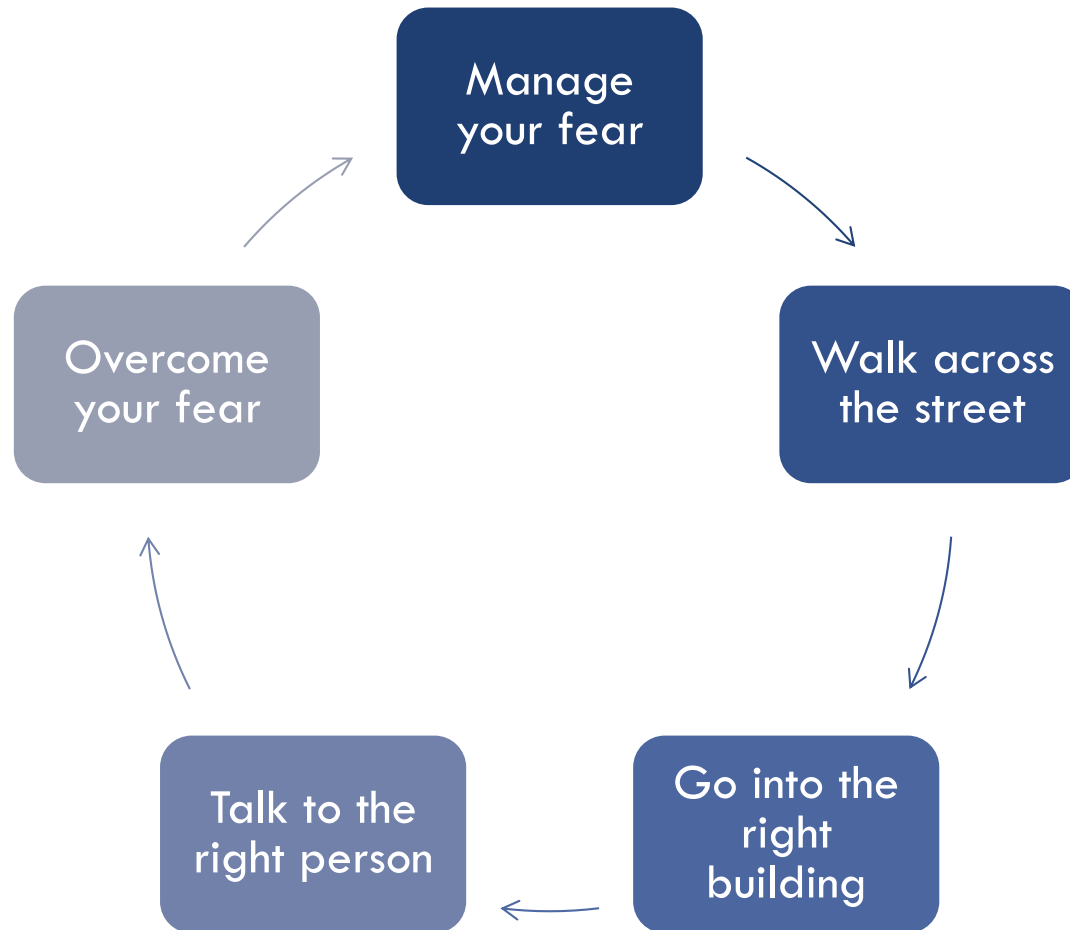 Manage
your fear
Walk across
the street
Go into the
right
building
Talk to the
right person
Overcome
your fear